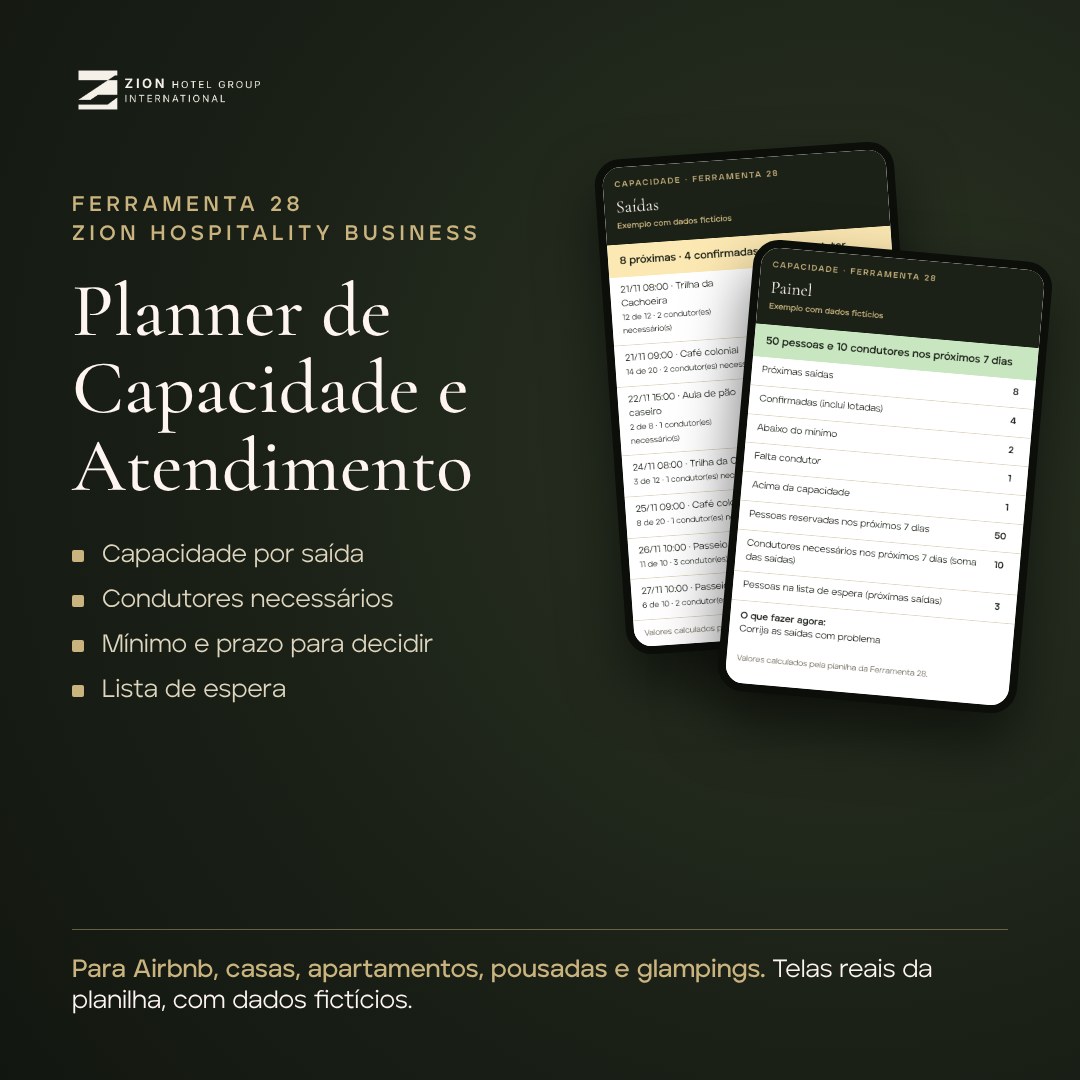 ZION HOTEL GROUP
INTERNATIONAL
FERRAMENTA 28
ZION HOSPITALITY BUSINESS
Planner de
Capacidade e
Atendimento
Capacidade por saída
Condutores necessários
Mínimo e prazo para decidir
Lista de espera
CAPACIDADE · FERRAMENTA 28
Saídas
Exemplo com dados fictícios
8 próximas · 4 confirmadas
21/11 08:00 · Trilha da
Cachoeira
12 de 12 · 2 condutor(es)
necessário(s)
21/11 09:00 · Café colonial
14 de 20 · 2 condutor(es)
22/11 15:00 · Aula de pão
caseiro
2 de 8 · 1 condutor(es)
necessário(s)
24/11 08:00 · Trilha da
3 de 12 · 1 condutor(es)
25/11 09:00 · Café
8 de 20 · 1 condutor(es)
26/11 10:00 · Passeio
11 de 10 · 3 condutor(es)
27/11 10:00 ·
6 de 10 · 2
Valores calculados
CAPACIDADE · FERRAMENTA 28
Painel
Exemplo com dados fictícios
50 pessoas e 10 condutores nos próximos 7 dias
Próximas saídas 8
Confirmadas (inclui lotadas) 4
Abaixo do mínimo 2
Falta condutor 1
Acima da capacidade 1
Pessoas reservadas nos próximos 7 dias 50
Condutores necessários nos próximos 7 dias (soma 10
das saídas)
Pessoas na lista de espera (próximas saídas) 3
O que fazer agora:
Corrija as saídas com problema
Valores calculados pela planilha da Ferramenta 28.
Para Airbnb, casas, apartamentos, pousadas e glampings. Telas reais da
planilha, com dados fictícios.